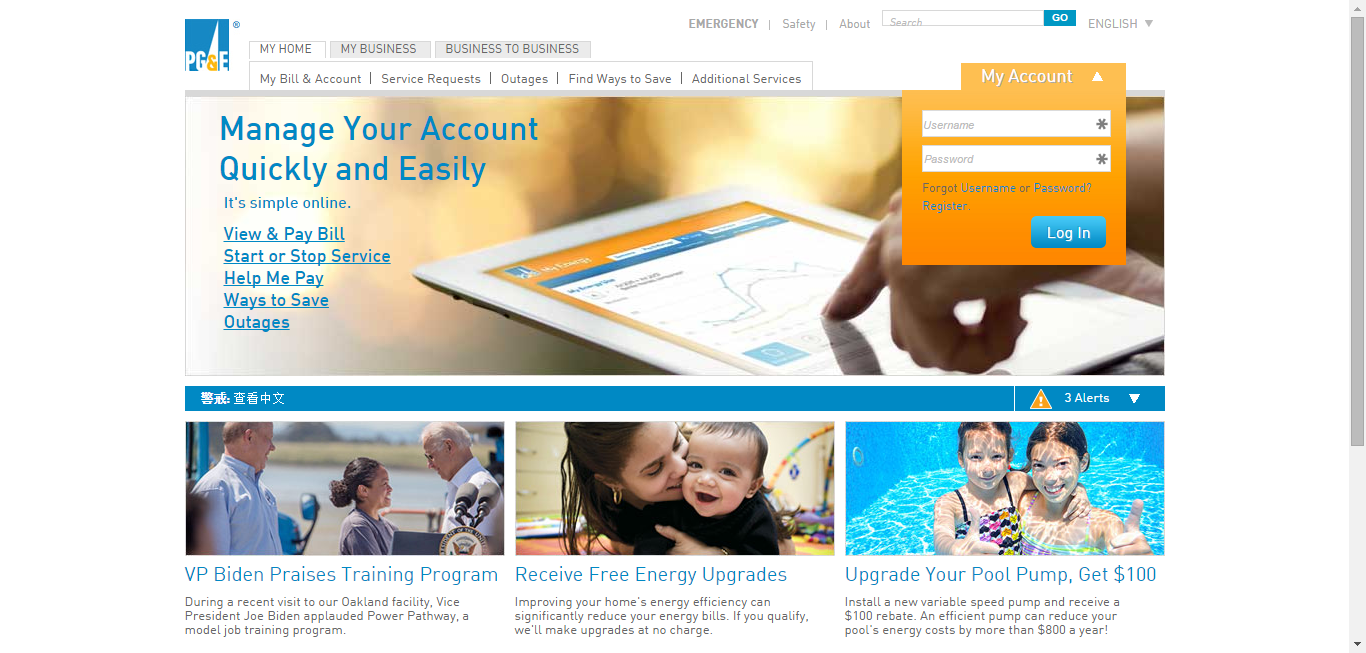 EMERGENCY | Safety | About Search GO ENGLISH
PG&E ®
MY HOME MY BUSINESS BUSINESS TO BUSINESS
My Bill & Account | Service Requests | Outages | Find Ways to Save | Additional Services
My Account
Username *
Password *
Forgot Username or Password?
Register.
Log In
Manage Your Account
Quickly and Easily
It's simple online.
View & Pay Bill
Start or Stop Service
Help Me Pay
Ways to Save
Outages
My Energy
警戒: 查看中文
3 Alerts
VP Biden Praises Training Program
During a recent visit to our Oakland facility, Vice
President Joe Biden applauded Power Pathway, a
model job training program.
Receive Free Energy Upgrades
Improving your home's energy efficiency can
significantly reduce your energy bills. If you qualify,
we'll make upgrades at no charge.
Upgrade Your Pool Pump, Get $100
Install a new variable speed pump and receive a
$100 rebate. An efficient pump can reduce your
pool's energy costs by more than $800 a year!